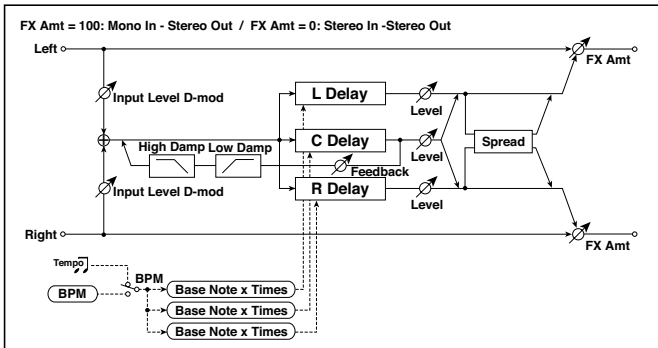 FX Amt = 100: Mono In - Stereo Out / FX Amt = 0: Stereo In -Stereo Out
Left
FX Amt
Input Level D-mod
L Delay
Level
High Damp
Low Damp
C Delay
Level
Spread
Feedback
Input Level D-mod
R Delay
Level
Right
FX Amt
Tempo
BPM
BPM
Base Note x Times
Base Note x Times
Base Note x Times